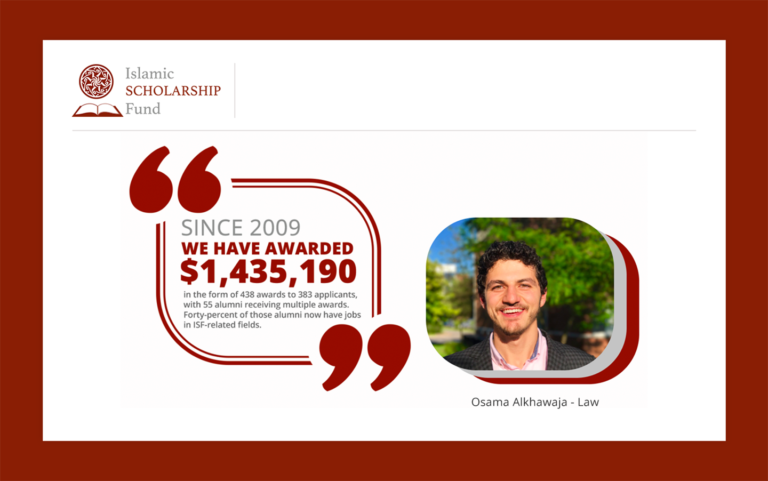 Islamic
SCHOLARSHIP
Fund
SINCE 2009
WE HAVE AWARDED
$1,435,190
in the form of 438 awards to 383 applicants,
with 55 alumni receiving multiple awards.
Forty-percent of those alumni now have jobs
in ISF-related fields.
Osama Alkhawaja - Law